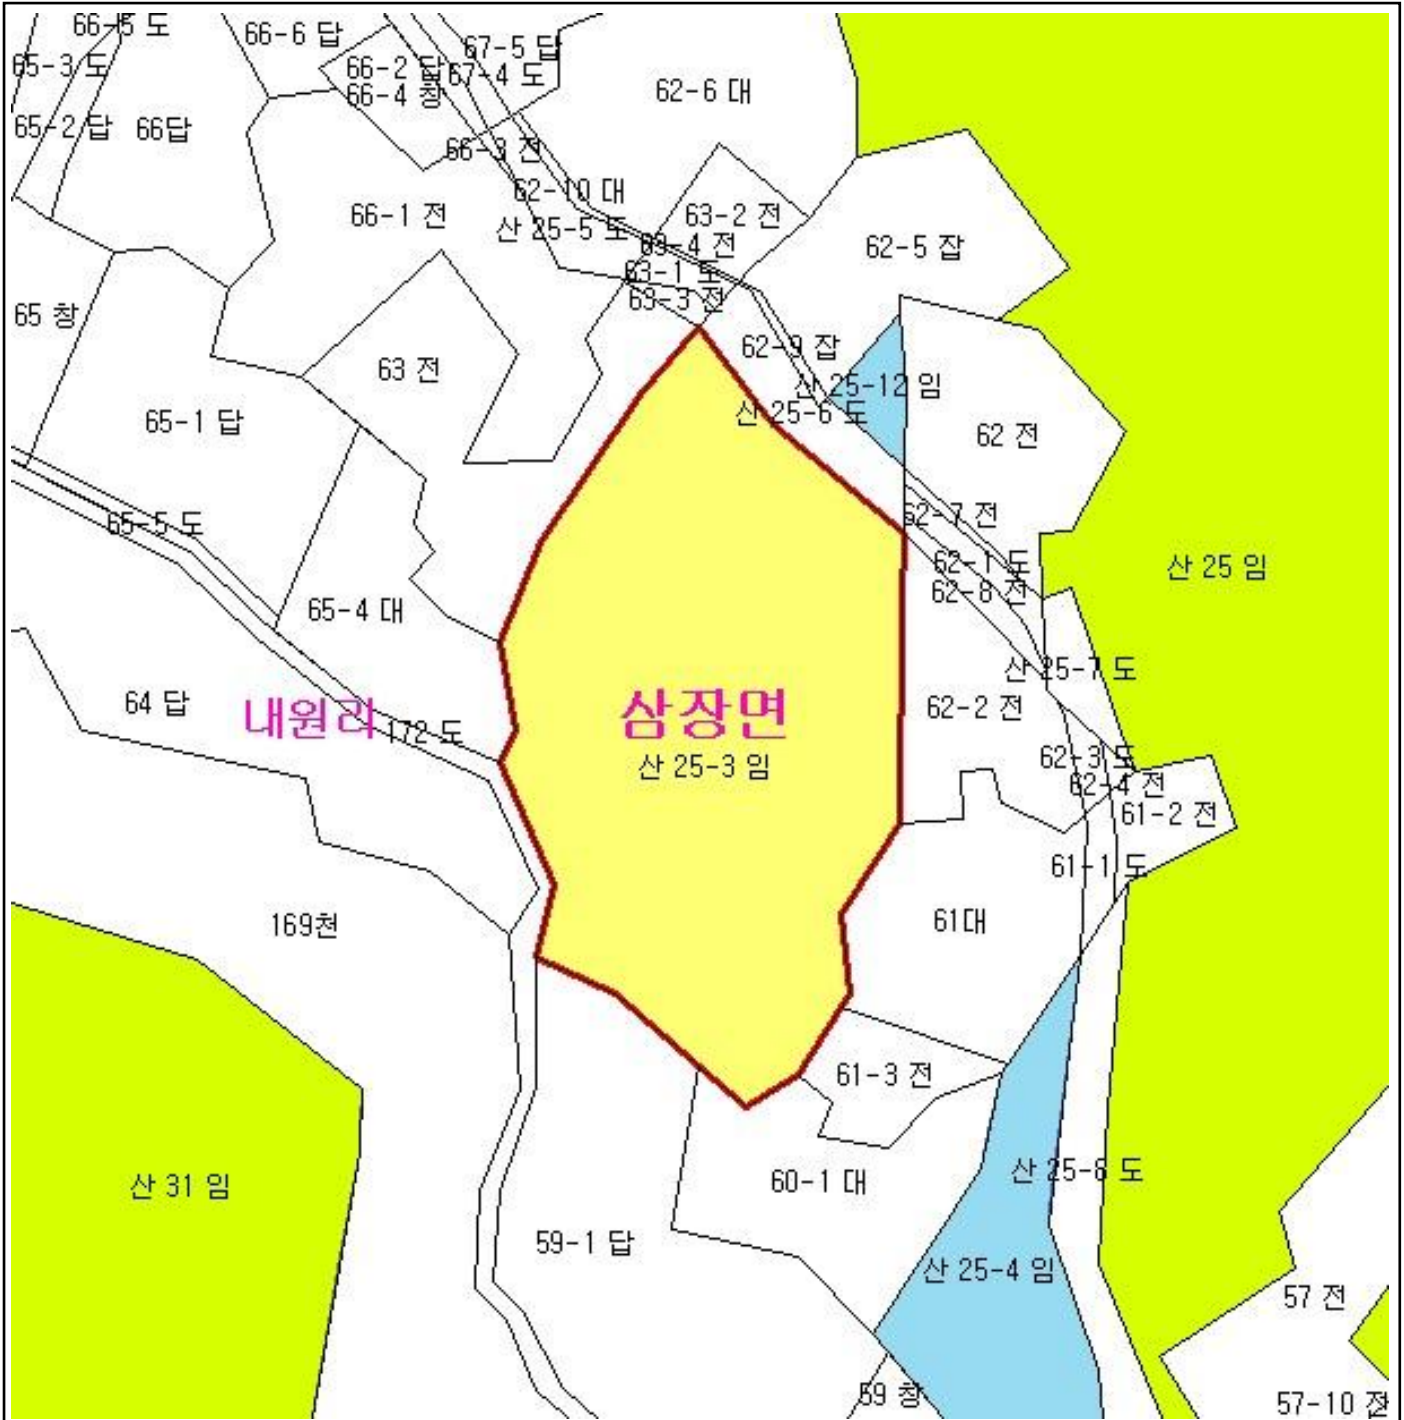 66-5 도
66-6 답
67-5 답
65-3 도
66-2 답
67-4 도
66-4 창
62-6 대
65-2 답
66답
66-3 전
62-10 대
66-1 전
63-2 전
산 25-5 도
63-4 전
62-5 잡
63-1 도
63-3 전
65 창
62-9 잡
63 전
산 25-12 임
산 25-6 도
65-1 답
62 전
62-7 전
65-5 도
62-1 도
산 25 임
62-8 전
65-4 대
산 25-7 도
64 답
내원리
172 도
삼장면
62-2 전
62-3 도
산 25-3 임
62-4 전
61-2 전
61-1 도
169천
61대
61-3 전
산 25-8 도
산 31 임
60-1 대
59-1 답
산 25-4 임
57 전
59 창
57-10 전